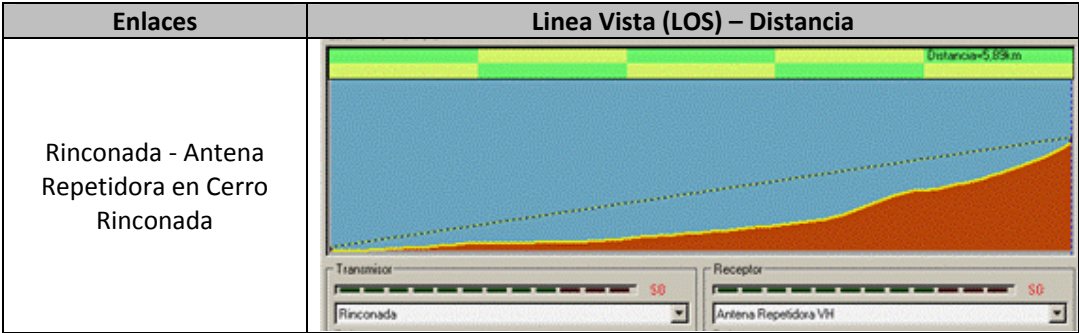 Enlaces
Linea Vista (LOS) – Distancia
Distancia=5,89km
Rinconada - Antena
Repetidora en Cerro
Rinconada
Transmisor
S0
Rinconada
Receptor
S0
Antena Repetidora VH